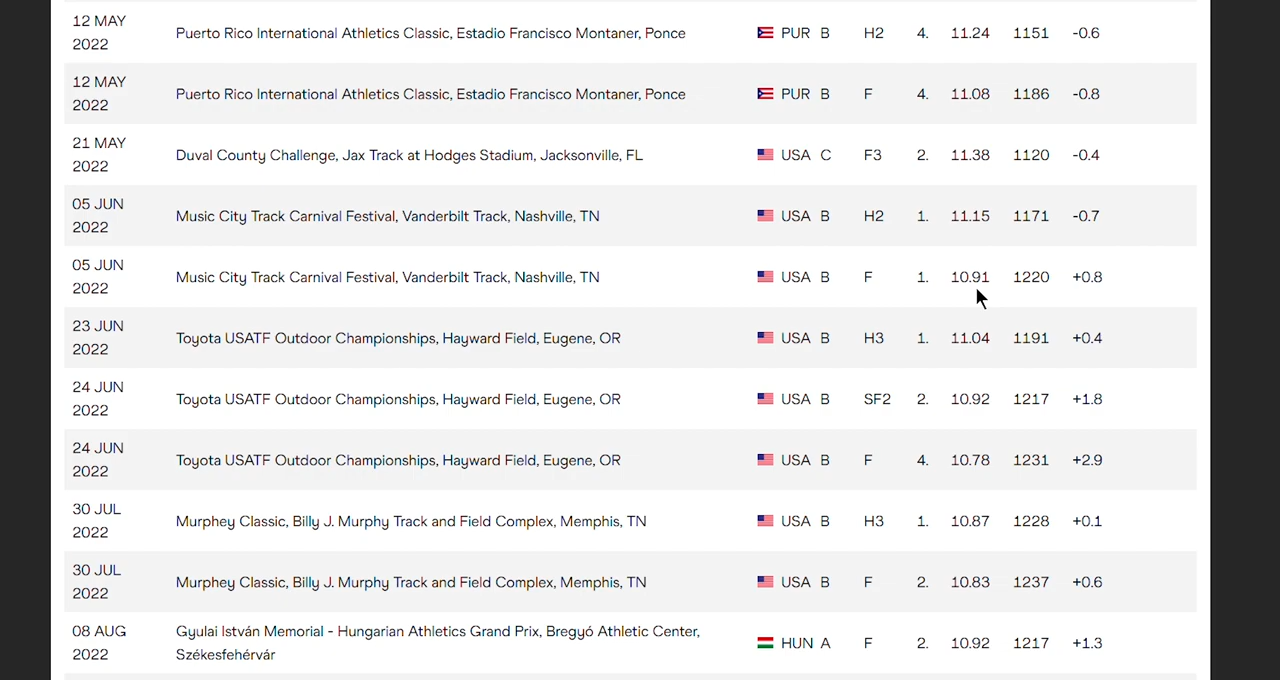 12 MAY
2022
Puerto Rico International Athletics Classic, Estadio Francisco Montaner, Ponce PUR B H2 4. 11.24 1151 -0.6
12 MAY
2022
Puerto Rico International Athletics Classic, Estadio Francisco Montaner, Ponce PUR B F 4. 11.08 1186 -0.8
21 MAY
2022
Duval County Challenge, Jax Track at Hodges Stadium, Jacksonville, FL USA C F3 2. 11.38 1120 -0.4
05 JUN
2022
Music City Track Carnival Festival, Vanderbilt Track, Nashville, TN USA B H2 1. 11.15 1171 -0.7
05 JUN
2022
Music City Track Carnival Festival, Vanderbilt Track, Nashville, TN USA B F 1. 10.91 1220 +0.8
23 JUN
2022
Toyota USATF Outdoor Championships, Hayward Field, Eugene, OR USA B H3 1. 11.04 1191 +0.4
24 JUN
2022
Toyota USATF Outdoor Championships, Hayward Field, Eugene, OR USA B SF2 2. 10.92 1217 +1.8
24 JUN
2022
Toyota USATF Outdoor Championships, Hayward Field, Eugene, OR USA B F 4. 10.78 1231 +2.9
30 JUL
2022
Murphey Classic, Billy J. Murphy Track and Field Complex, Memphis, TN USA B H3 1. 10.87 1228 +0.1
30 JUL
2022
Murphey Classic, Billy J. Murphy Track and Field Complex, Memphis, TN USA B F 2. 10.83 1237 +0.6
08 AUG
2022
Gyulai István Memorial - Hungarian Athletics Grand Prix, Bregyó Athletic Center,
Székesfehérvár HUN A F 2. 10.92 1217 +1.3